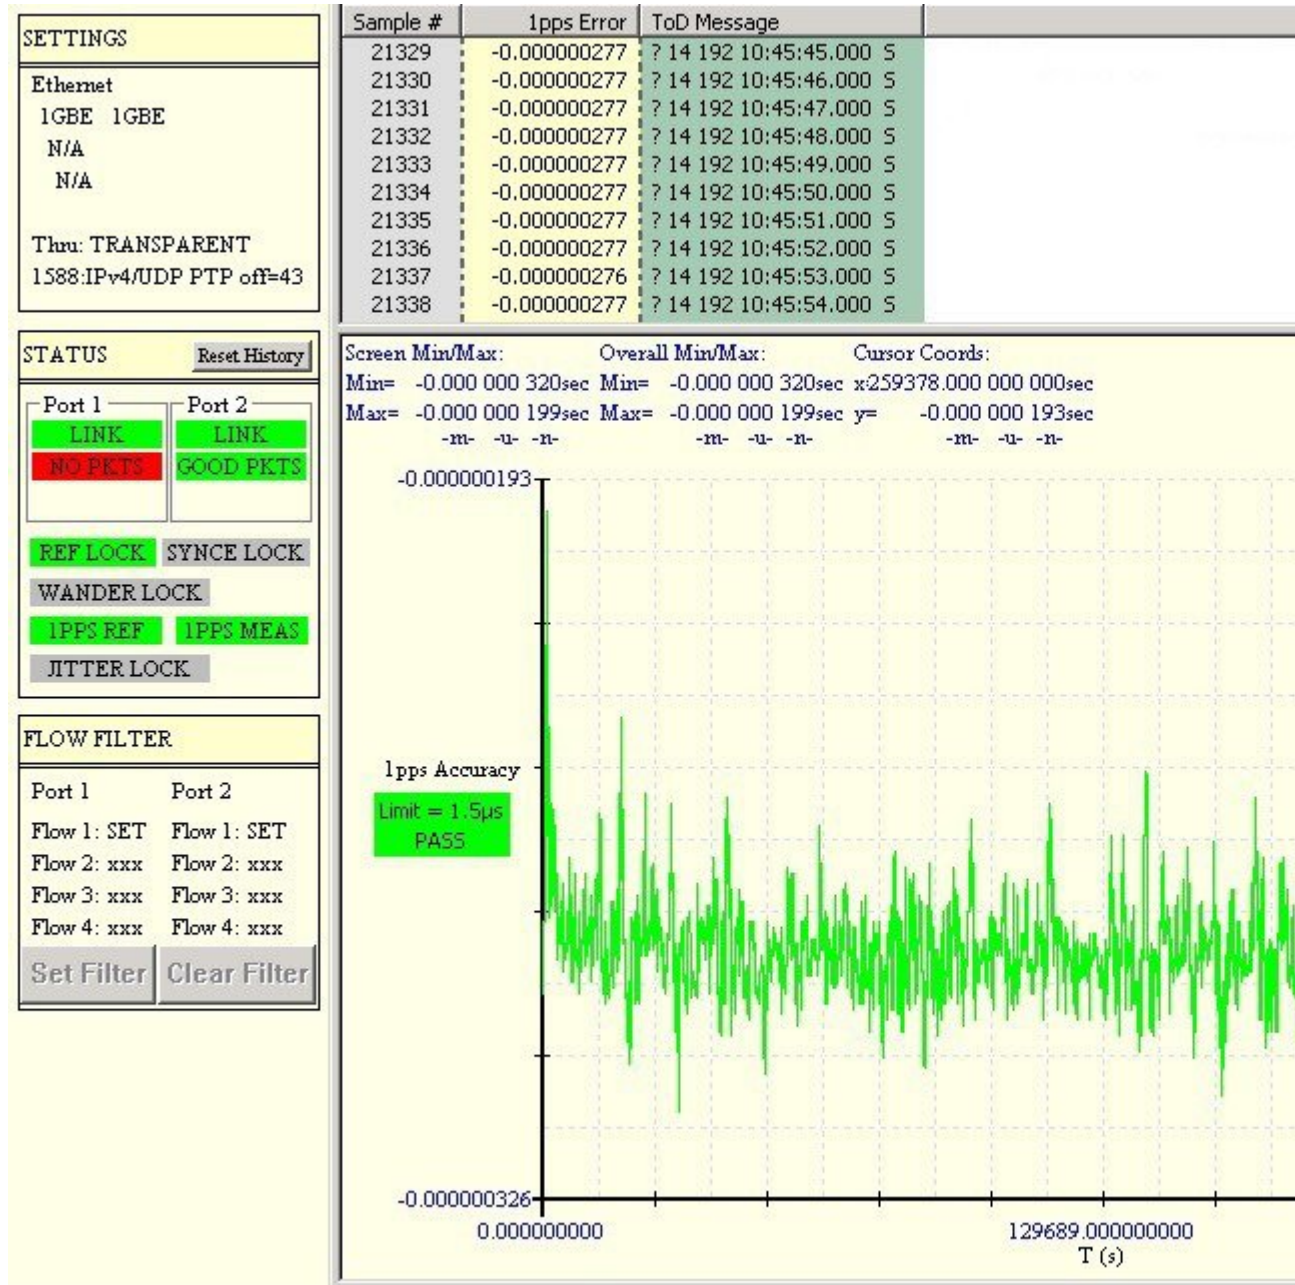 SETTINGS
Ethernet
1GBE 1GBE
N/A
N/A
Thru: TRANSPARENT
1588:IPv4/UDP PTP off=43
STATUS Reset History
Port 1 Port 2
LINK LINK
NO PKTS GOOD PKTS
REF LOCK SYNCE LOCK
WANDER LOCK
1PPS REF 1PPS MEAS
JITTER LOCK
FLOW FILTER
Port 1 Port 2
Flow 1: SET Flow 1: SET
Flow 2: xxx Flow 2: xxx
Flow 3: xxx Flow 3: xxx
Flow 4: xxx Flow 4: xxx
Set Filter Clear Filter
Sample # 1pps Error ToD Message
21329 -0.000000277 ? 14 192 10:45:45.000 S
21330 -0.000000277 ? 14 192 10:45:46.000 S
21331 -0.000000277 ? 14 192 10:45:47.000 S
21332 -0.000000277 ? 14 192 10:45:48.000 S
21333 -0.000000277 ? 14 192 10:45:49.000 S
21334 -0.000000277 ? 14 192 10:45:50.000 S
21335 -0.000000277 ? 14 192 10:45:51.000 S
21336 -0.000000277 ? 14 192 10:45:52.000 S
21337 -0.000000276 ? 14 192 10:45:53.000 S
21338 -0.000000277 ? 14 192 10:45:54.000 S
Screen Min/Max: Overall Min/Max: Cursor Coords:
Min= -0.000 000 320sec Min= -0.000 000 320sec x:259378.000 000 000sec
Max= -0.000 000 199sec Max= -0.000 000 199sec y= -0.000 000 193sec
-m- -u- -n- -m- -u- -n- -m- -u- -n-
-0.000000193
1pps Accuracy
Limit = 1.5µs
PASS
-0.000000326
0.0000000000 129689.000000000
T (s)